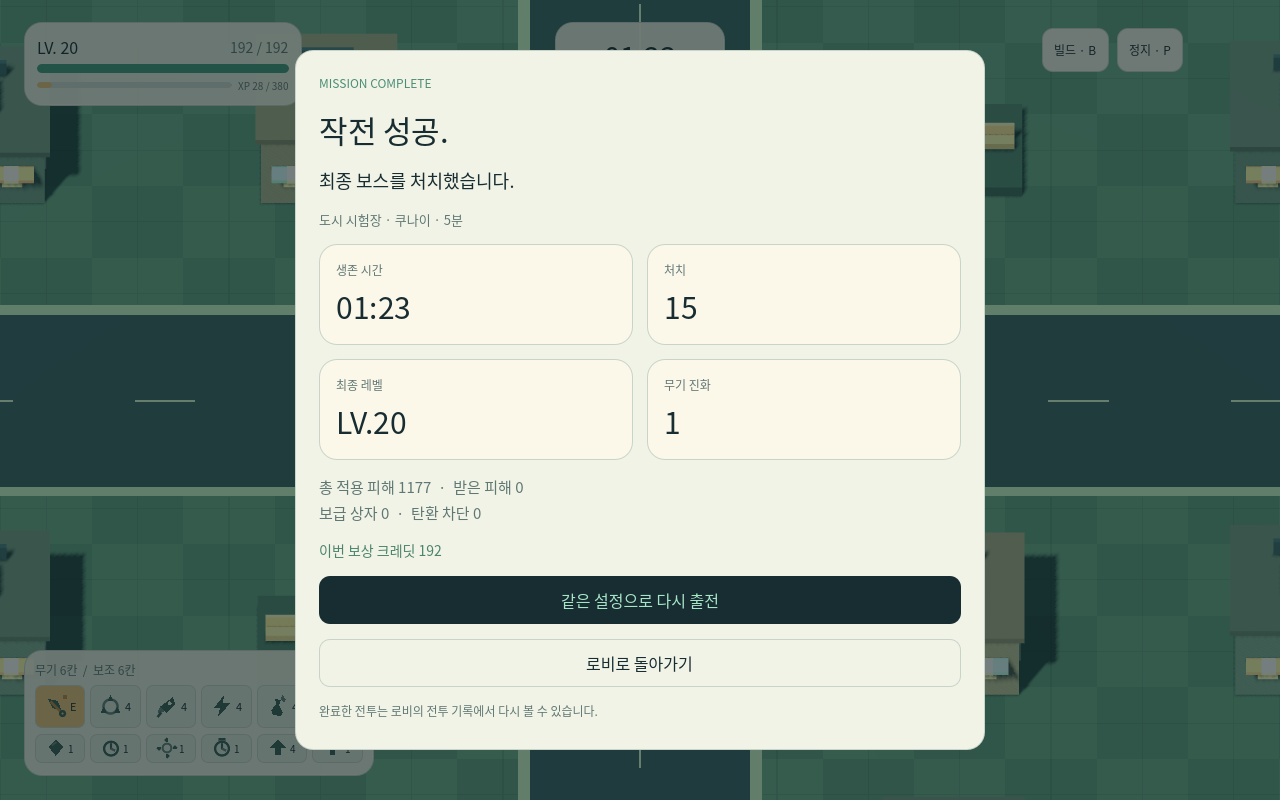 LV. 20
192 / 192
XP 28 / 380
빌드 · B
정지 · P
MISSION COMPLETE
작전 성공.
최종 보스를 처치했습니다.
도시 시험장 · 쿠나이 · 5분
생존 시간
01:23
처치
15
최종 레벨
LV.20
무기 진화
1
총 적용 피해 1177 · 받은 피해 0
보급 상자 0 · 탄환 차단 0
이번 보상 크레딧 192
같은 설정으로 다시 출전
로비로 돌아가기
완료한 전투는 로비의 전투 기록에서 다시 볼 수 있습니다.
무기 6칸 / 보조 6칸
E 4 4 4
1 1 1 1 4